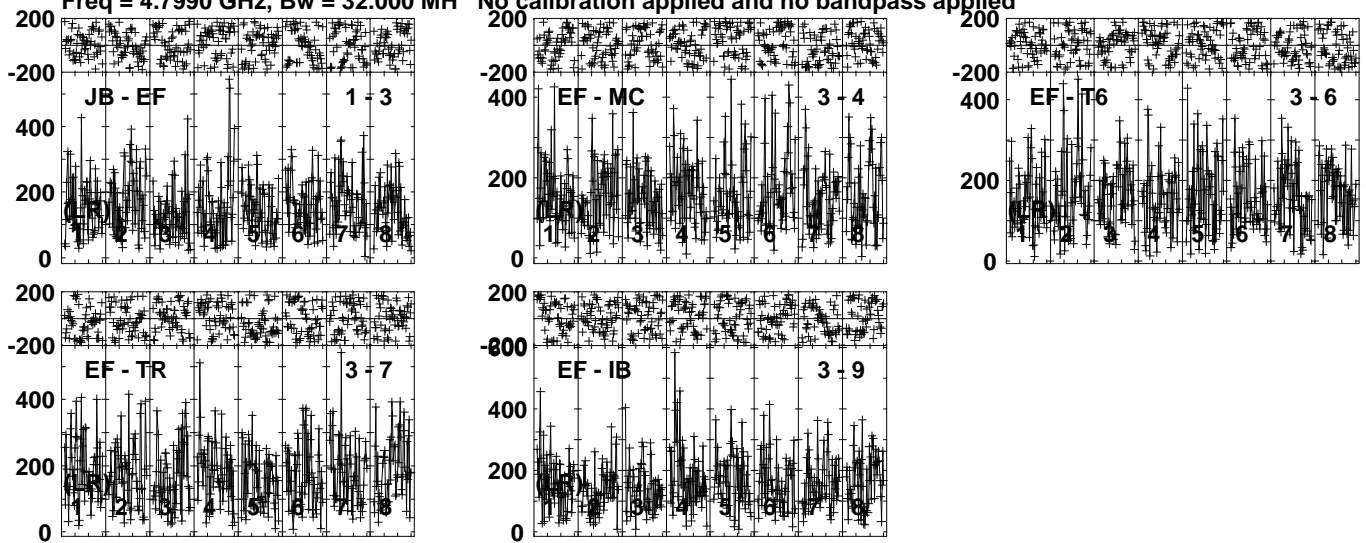 Freq = 4.7990 GHz, Bw = 32.000 MH No calibration applied and no bandpass applied
200
-200
JB - EF 1 - 3
400
200
0
(LR)
1 2 3 4 5 6 7 8
200
-200
EF - MC 3 - 4
400
200
0
(LR)
1 2 3 4 5 6 7 8
200
-200
EF - T6 3 - 6
400
200
0
(LR)
1 2 3 4 5 6 7 8
200
-200
EF - TR 3 - 7
400
200
0
(LR)
1 2 3 4 5 6 7 8
200
-200
600
EF - IB 3 - 9
400
200
0
(LR)
1 2 3 4 5 6 7 8